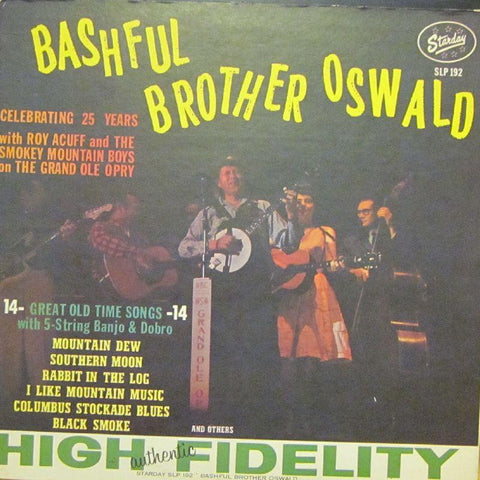 BASHFUL
BROTHER OSWALD
Starday
SLP 192
CELEBRATING 25 YEARS
with ROY ACUFF and THE
SMOKEY MOUNTAIN BOYS
on THE GRAND OLE OPRY
14- GREAT OLD TIME SONGS -14
with 5-String Banjo & Dobro
MOUNTAIN DEW
SOUTHERN MOON
RABBIT IN THE LOG
I LIKE MOUNTAIN MUSIC
COLUMBUS STOCKADE BLUES
BLACK SMOKE
AND OTHERS
GRAND OLE
HIGH authentic FIDELITY
STARDAY SLP 192 * BASHFUL BROTHER OSWALD